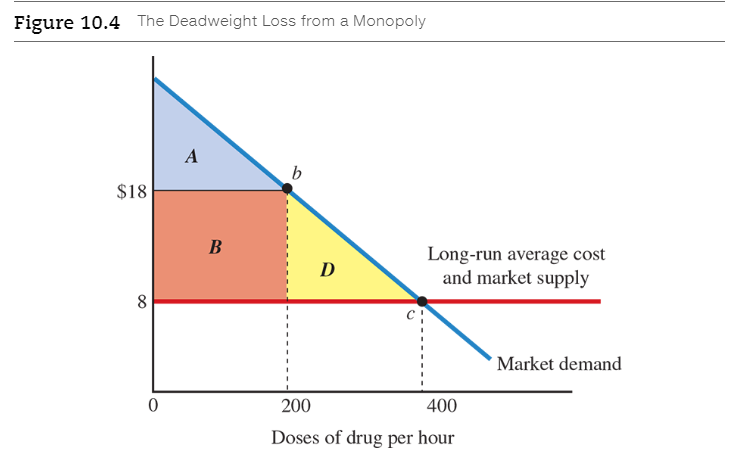 Figure 10.4 The Deadweight Loss from a Monopoly
A
b
$18
B
D
Long-run average cost
and market supply
8
c
Market demand
0 200 400
Doses of drug per hour